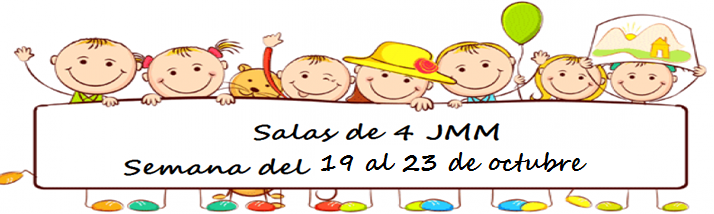 Salas de 4 JMM
Semana del 19 al 23 de octubre